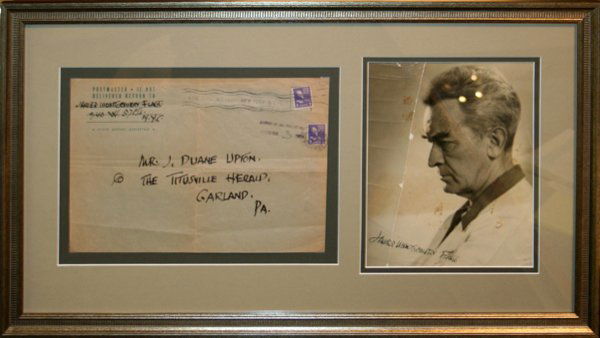 POSTMASTER • IF NOT
DELIVERED RETURN TO
JAMES MONTGOMERY FLAGG
N.Y.C.
MR. J. DUANE UPTON.
@ THE TITUSVILLE HERALD,
GARLAND.
PA.
JAMES MONTGOMERY FLAGG